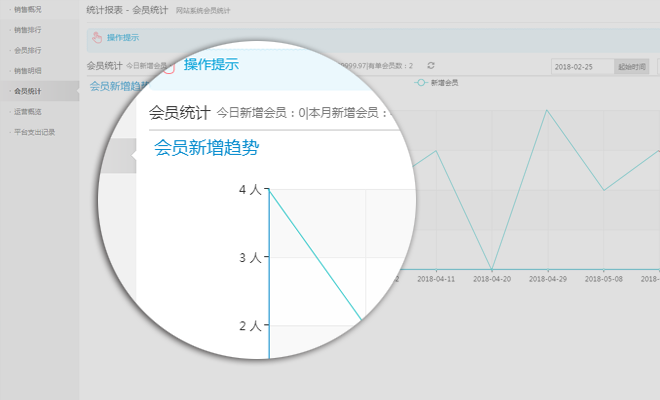 销售概况
销售排行
会员排行
销售明细
会员统计
运营概览
平台支出记录
统计报表 - 会员统计 网站系统会员统计
操作提示
会员统计 今日新增会员
9999.97|有单会员数：2
2018-02-25 起始时间
会员新增趋势
新增会员
操作提示
会员统计 今日新增会员：0|本月新增会员：
会员新增趋势
4 人
3 人
2 人
2018-04-11 2018-04-20 2018-04-29 2018-05-08 2018-